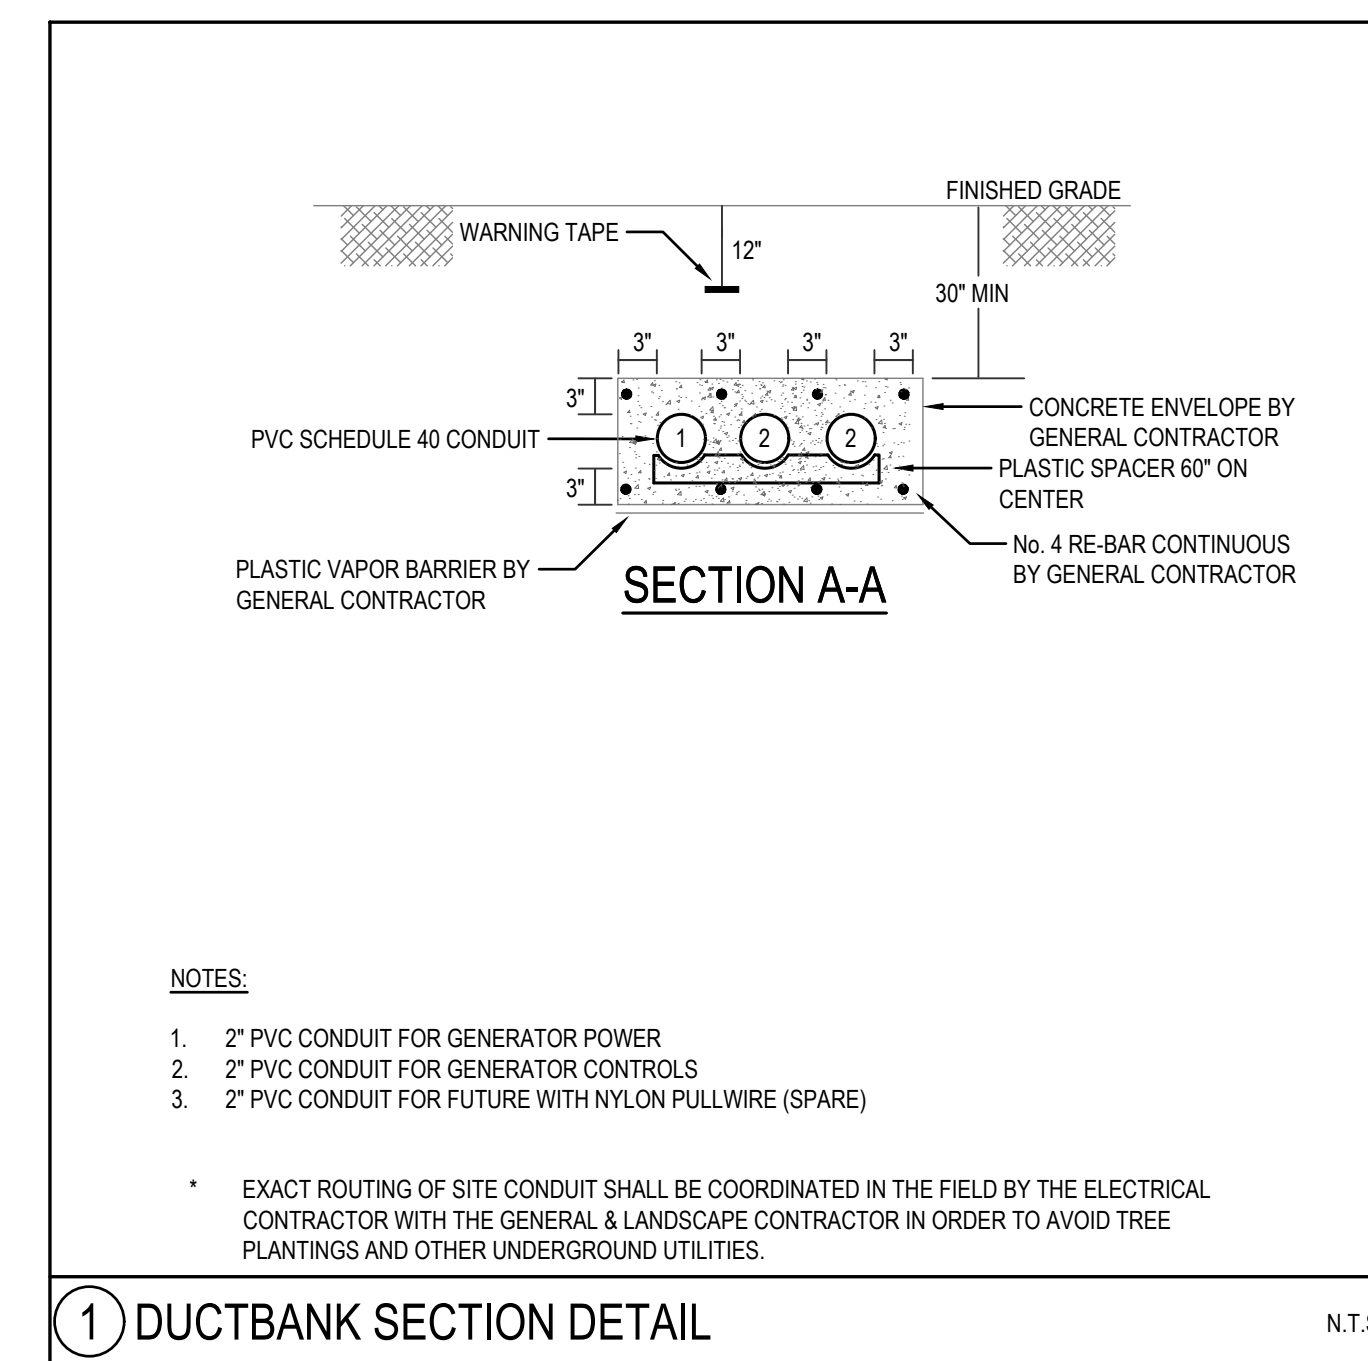 FINISHED GRADE
WARNING TAPE
12"
30" MIN
3" 3" 3" 3"
3"
CONCRETE ENVELOPE BY
GENERAL CONTRACTOR
PVC SCHEDULE 40 CONDUIT
1 2 2
PLASTIC SPACER 60" ON
CENTER
3"
No. 4 RE-BAR CONTINUOUS
BY GENERAL CONTRACTOR
PLASTIC VAPOR BARRIER BY
GENERAL CONTRACTOR
SECTION A-A
NOTES:
1. 2" PVC CONDUIT FOR GENERATOR POWER
2. 2" PVC CONDUIT FOR GENERATOR CONTROLS
3. 2" PVC CONDUIT FOR FUTURE WITH NYLON PULLWIRE (SPARE)
* EXACT ROUTING OF SITE CONDUIT SHALL BE COORDINATED IN THE FIELD BY THE ELECTRICAL
CONTRACTOR WITH THE GENERAL & LANDSCAPE CONTRACTOR IN ORDER TO AVOID TREE
PLANTINGS AND OTHER UNDERGROUND UTILITIES.
1 DUCTBANK SECTION DETAIL
N.T.S